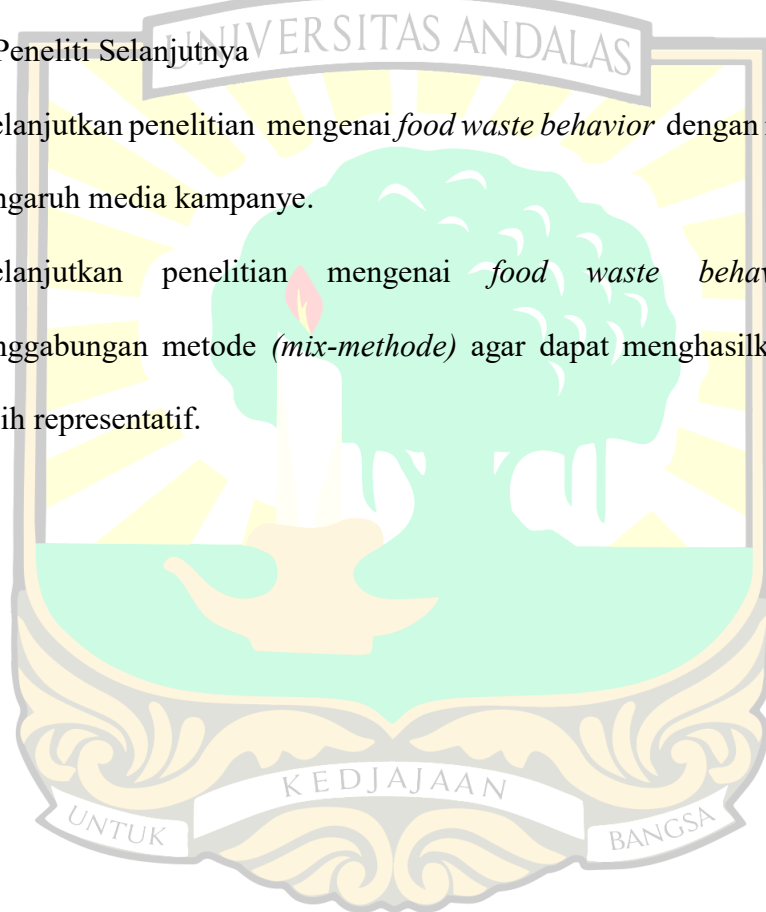 UNIVERSITAS ANDALAS
Peneliti Selanjutnya
elanjutkan penelitian mengenai food waste behavior dengan
ngaruh media kampanye.
elanjutkan penelitian mengenai food waste behav
nggabungan metode (mix-methode) agar dapat menghasilk
ih representatif.
KEDJAJAAN
UNTUK
BANGSA